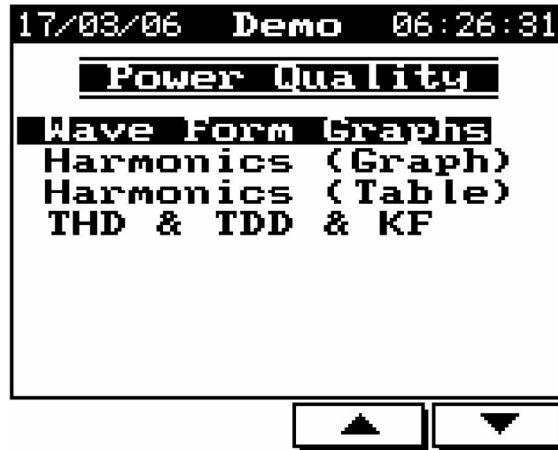 17/03/06 Demo 06:26:31
Power Quality
Wave Form Graphs
Harmonics (Graph)
Harmonics (Table)
THD & TDD & KF